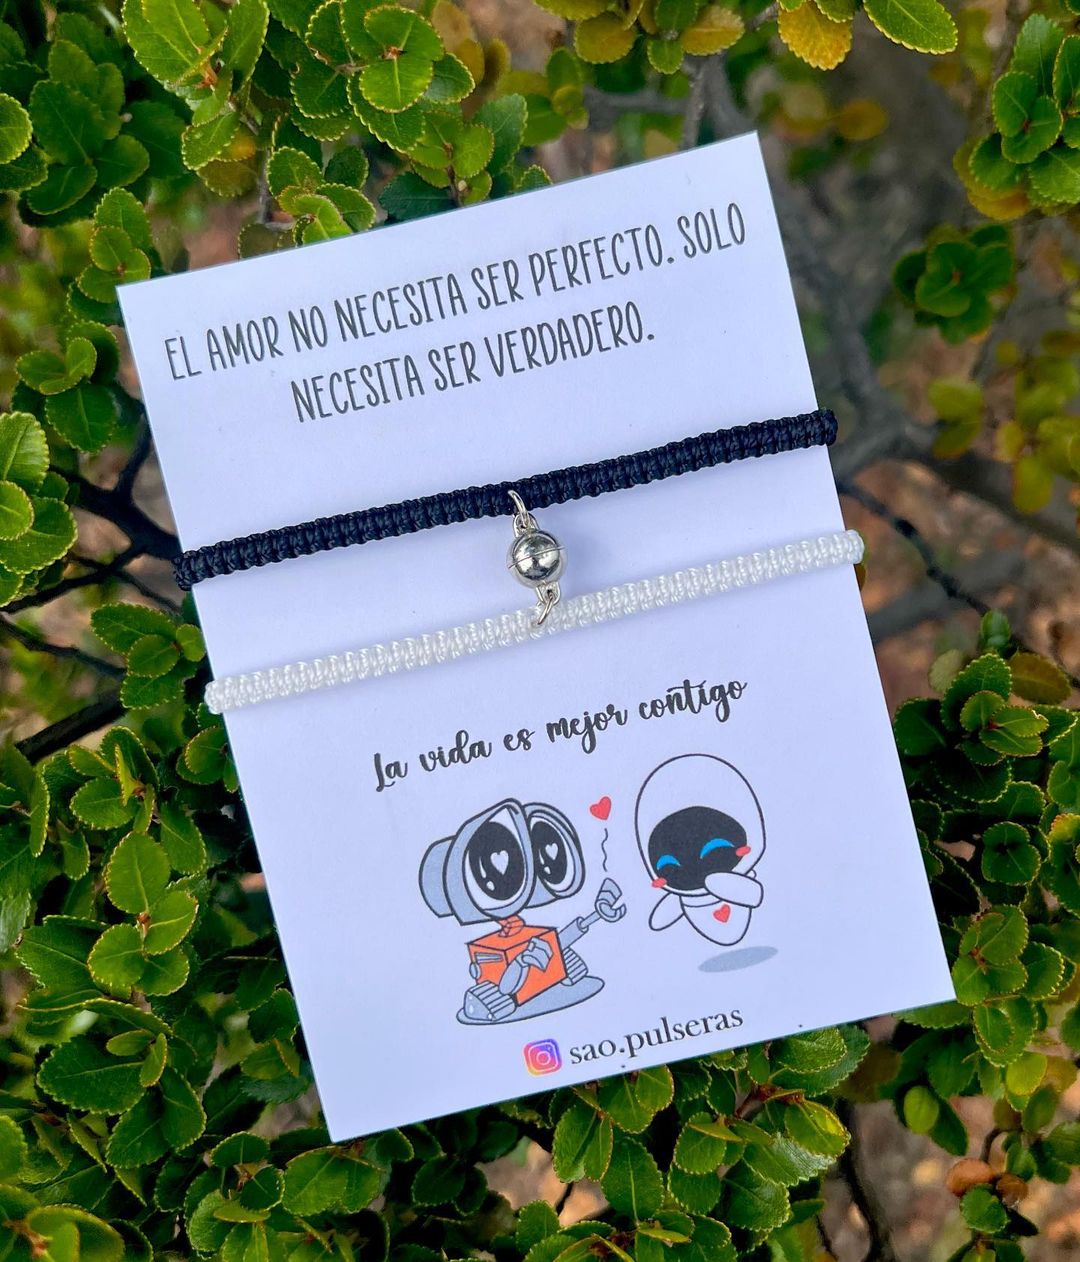 EL AMOR NO NECESITA SER PERFECTO. SOLO
NECESITA SER VERDADERO.
La vida es mejor contigo
sao.pulseras